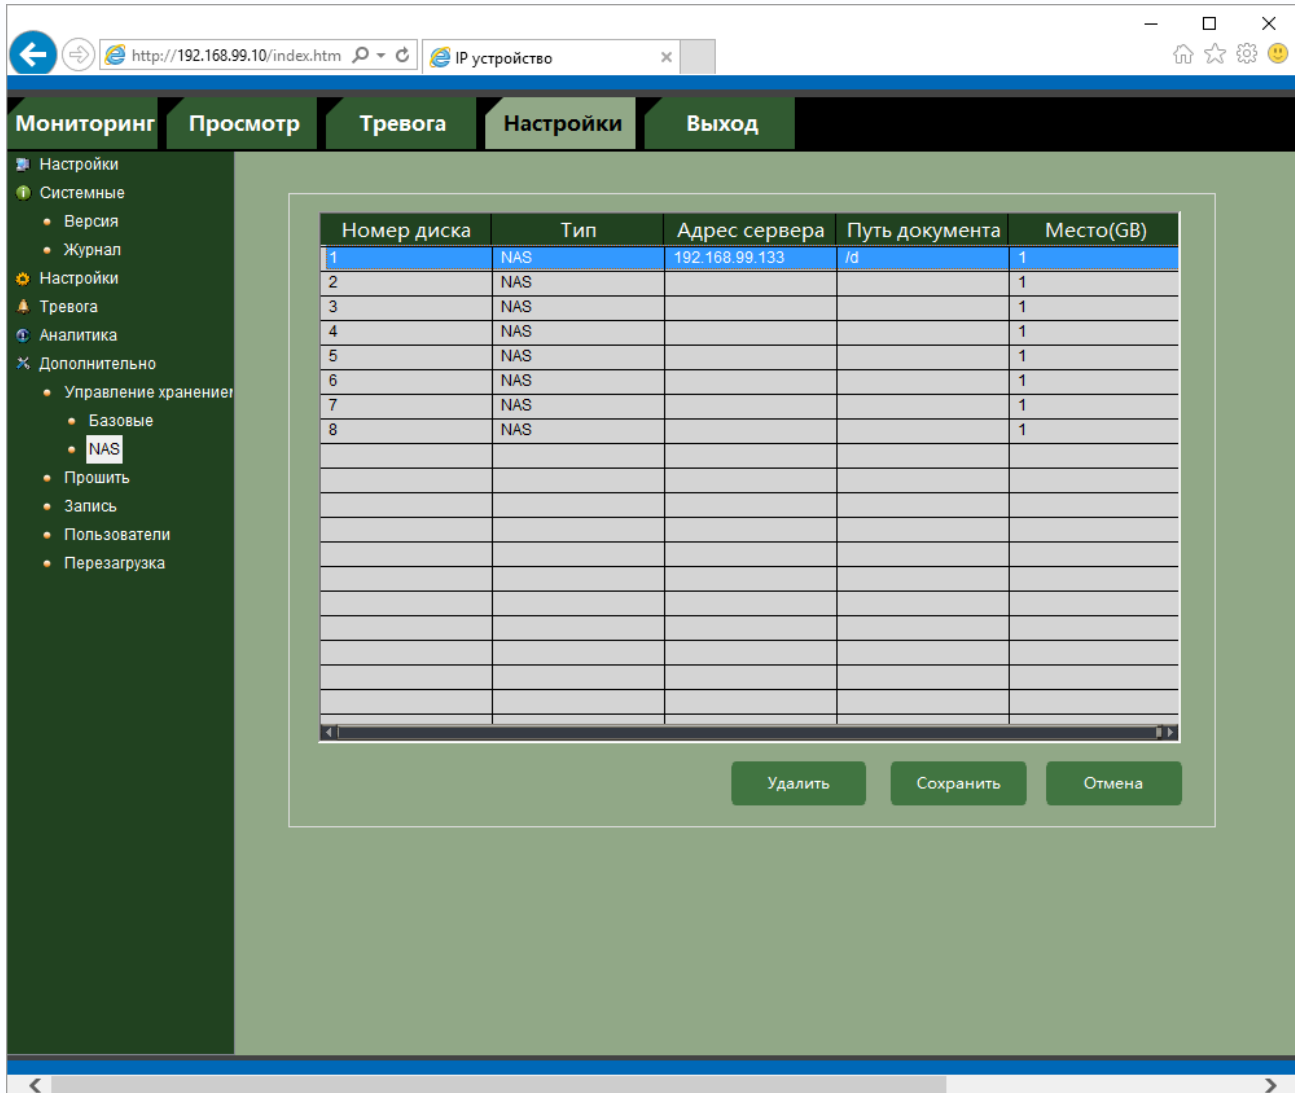 http://192.168.99.10/index.htm
IP устройство
Мониторинг Просмотр Тревога Настройки Выход
Настройки
Системные
Версия
Журнал
Настройки
Тревога
Аналитика
Дополнительно
Управление хранением
Базовые
NAS
Прошить
Запись
Пользователи
Перезагрузка
Номер диска Тип Адрес сервера Путь документа Место(GB)
1 NAS 192.168.99.133 /d 1
2 NAS 1
3 NAS 1
4 NAS 1
5 NAS 1
6 NAS 1
7 NAS 1
8 NAS 1
Удалить Сохранить Отмена